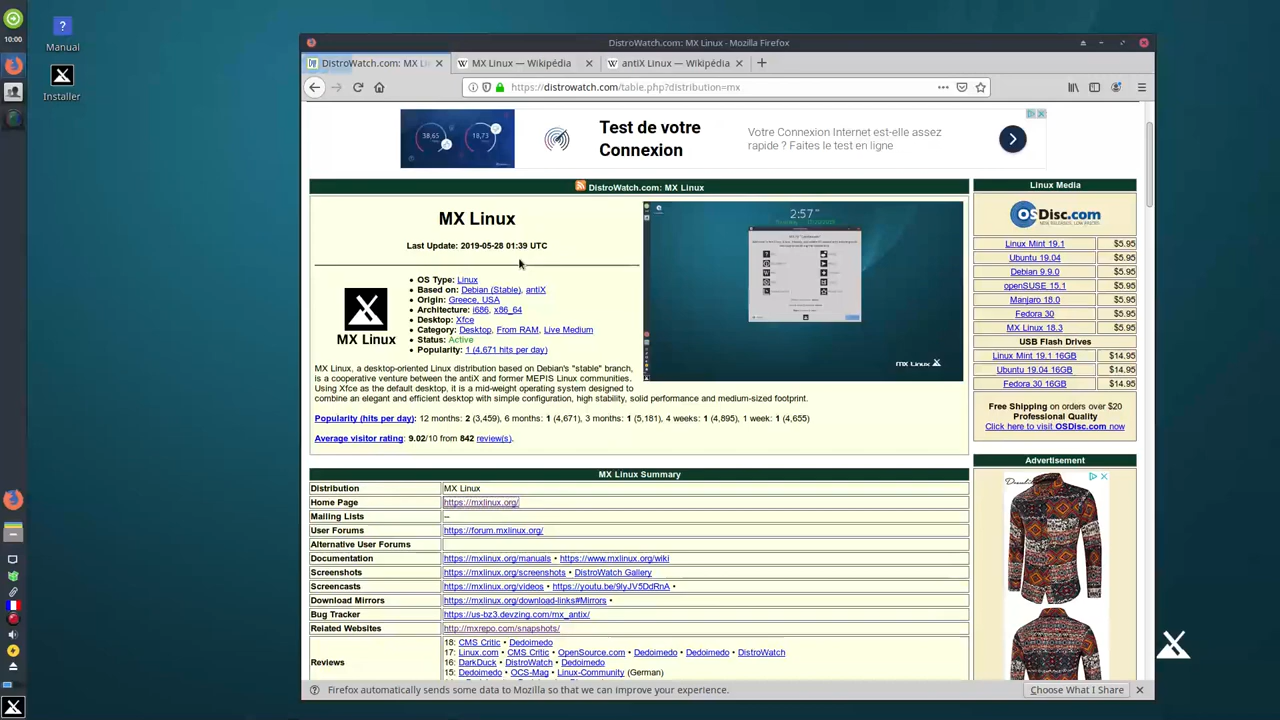 10:00
Manual
Installer
DistroWatch.com: MX Linux - Mozilla Firefox
DistroWatch.com: MX Li
MX Linux — Wikipédia
antiX Linux — Wikipédia
https://distrowatch.com/table.php?distribution=mx
38,65
18,73
Test de votre
Connexion
Votre Connexion Internet est-elle assez
rapide ? Faites le test en ligne
DistroWatch.com: MX Linux
MX Linux
Last Update: 2019-05-28 01:39 UTC
MX Linux
• OS Type: Linux
• Based on: Debian (Stable), antiX
• Origin: Greece, USA
• Architecture: i686, x86_64
• Desktop: Xfce
• Category: Desktop, From RAM, Live Medium
• Status: Active
• Popularity: 1 (4,671 hits per day)
2:57
mx Linux
MX Linux, a desktop-oriented Linux distribution based on Debian's "stable" branch,
is a cooperative venture between the antiX and former MEPIS Linux communities.
Using Xfce as the default desktop, it is a mid-weight operating system designed to
combine an elegant and efficient desktop with simple configuration, high stability, solid performance and medium-sized footprint.
Popularity (hits per day): 12 months: 2 (3,459), 6 months: 1 (4,671), 3 months: 1 (5,181), 4 weeks: 1 (4,895), 1 week: 1 (4,655)
Average visitor rating: 9.02/10 from 842 review(s).
MX Linux Summary
Distribution MX Linux
Home Page https://mxlinux.org/
Mailing Lists --
User Forums https://forum.mxlinux.org/
Alternative User Forums
Documentation https://mxlinux.org/manuals • https://www.mxlinux.org/wiki
Screenshots https://mxlinux.org/screenshots • DistroWatch Gallery
Screencasts https://mxlinux.org/videos • https://youtu.be/9lyJV5DdRnA •
Download Mirrors https://mxlinux.org/download-links#Mirrors •
Bug Tracker https://us-bz3.devzing.com/mx_antix/
Related Websites http://mxrepo.com/snapshots/
Reviews
18: CMS Critic • Dedoimedo
17: Linux.com • CMS Critic • OpenSource.com • Dedoimedo • Dedoimedo • DistroWatch
16: DarkDuck • DistroWatch • Dedoimedo
15: Dedoimedo • OCS-Mag • Linux-Community (German)
Linux Media
OSDisc.com
Linux Mint 19.1 $5.95
Ubuntu 19.04 $5.95
Debian 9.9.0 $5.95
openSUSE 15.1 $5.95
Manjaro 18.0 $5.95
Fedora 30 $5.95
MX Linux 18.3 $5.95
USB Flash Drives
Linux Mint 19.1 16GB $14.95
Ubuntu 19.04 16GB $14.95
Fedora 30 16GB $14.95
Free Shipping on orders over $20
Professional Quality
Click here to visit OSDisc.com now
Advertisement
Firefox automatically sends some data to Mozilla so that we can improve your experience.
Choose What I Share